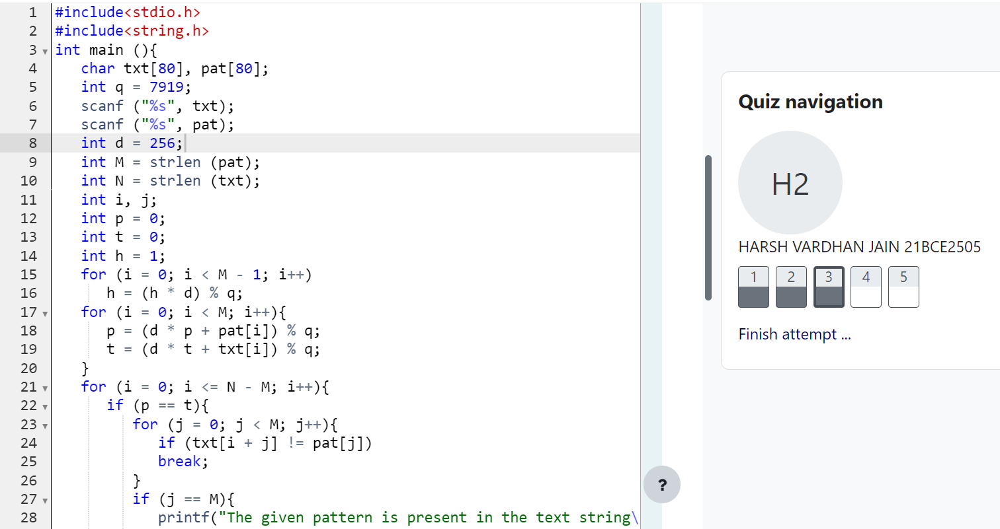 1 #include<stdio.h>
2 #include<string.h>
3 int main (){
4    char txt[80], pat[80];
5    int q = 7919;
6    scanf ("%s", txt);
7    scanf ("%s", pat);
8    int d = 256;
9    int M = strlen (pat);
10    int N = strlen (txt);
11    int i, j;
12    int p = 0;
13    int t = 0;
14    int h = 1;
15    for (i = 0; i < M - 1; i++)
16       h = (h * d) % q;
17    for (i = 0; i < M; i++){
18       p = (d * p + pat[i]) % q;
19       t = (d * t + txt[i]) % q;
20    }
21    for (i = 0; i <= N - M; i++){
22       if (p == t){
23          for (j = 0; j < M; j++){
24             if (txt[i + j] != pat[j])
25             break;
26          }
27          if (j == M){
28             printf("The given pattern is present in the text string\
?
Quiz navigation
H2
HARSH VARDHAN JAIN 21BCE2505
1 2 3 4 5
Finish attempt ...